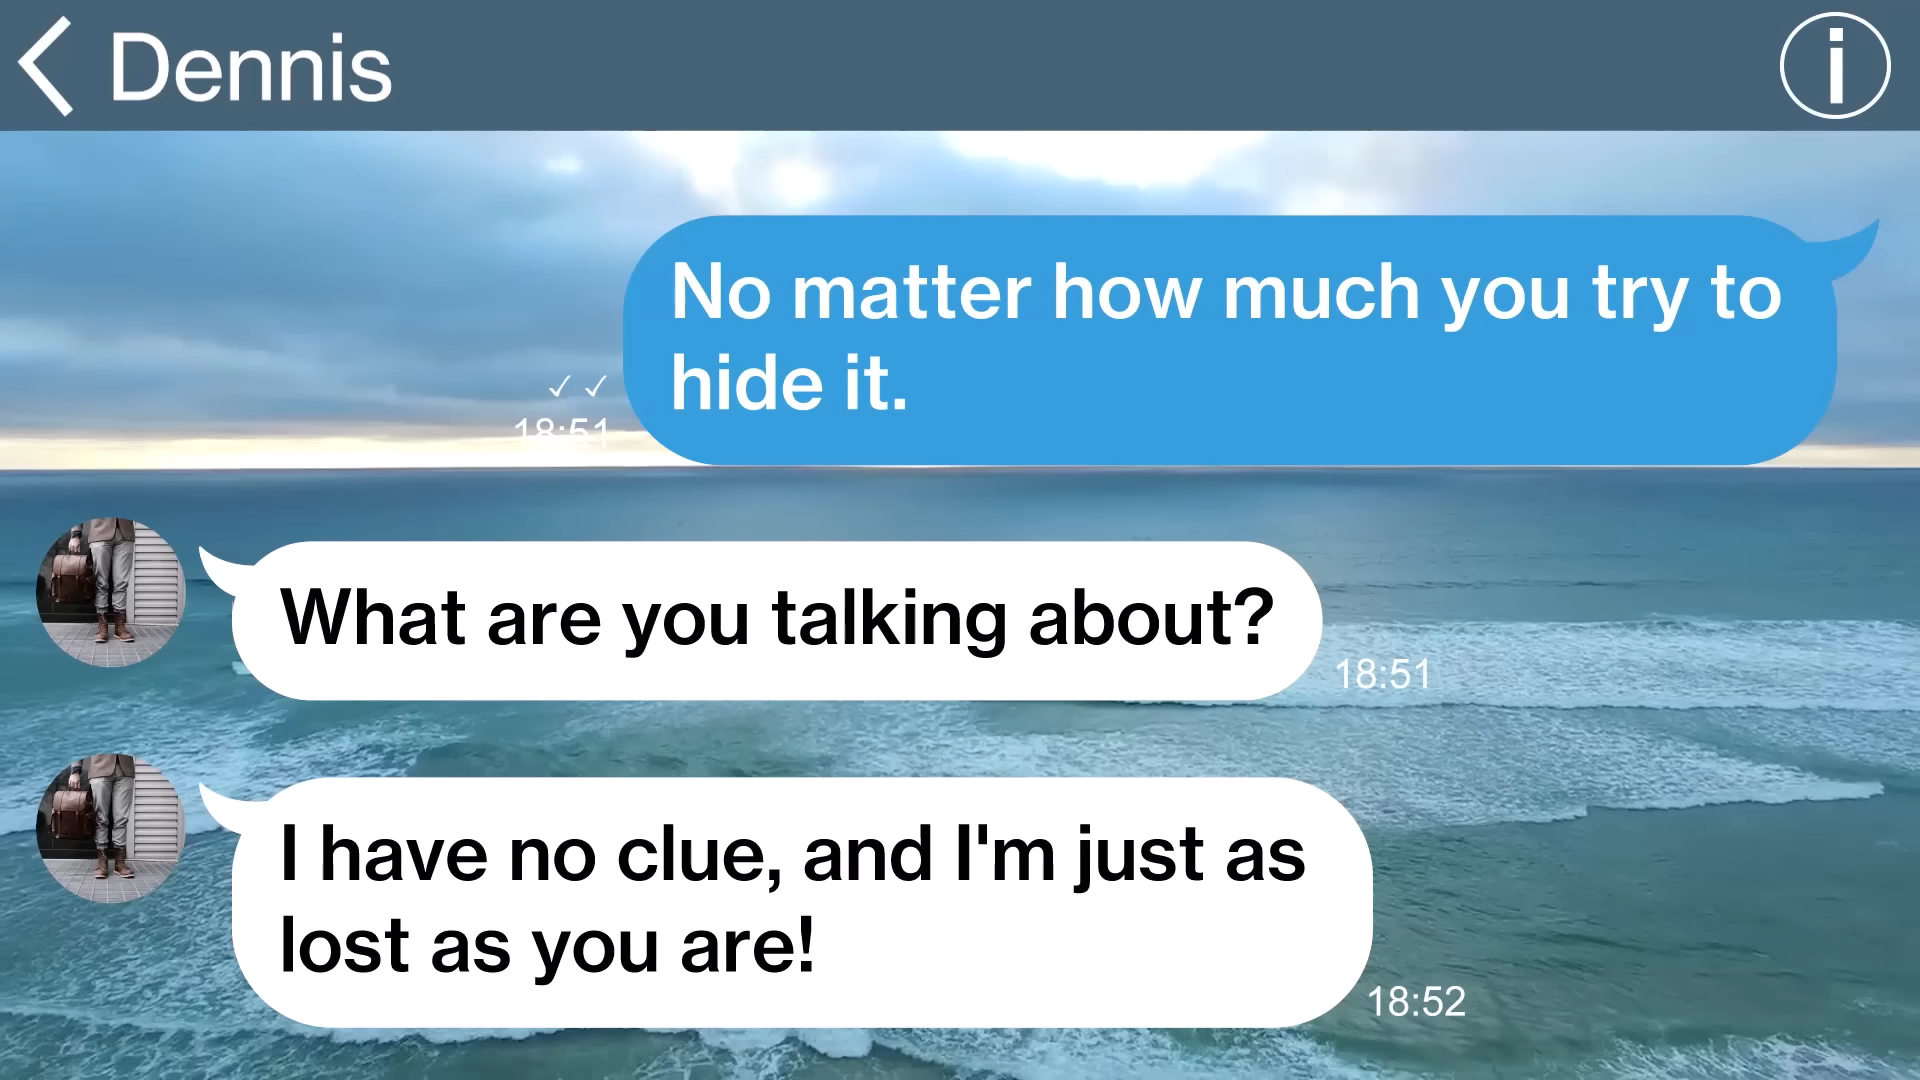 Dennis
No matter how much you try to
hide it.
✓ ✓
18:51
What are you talking about?
18:51
I have no clue, and I'm just as
lost as you are!
18:52